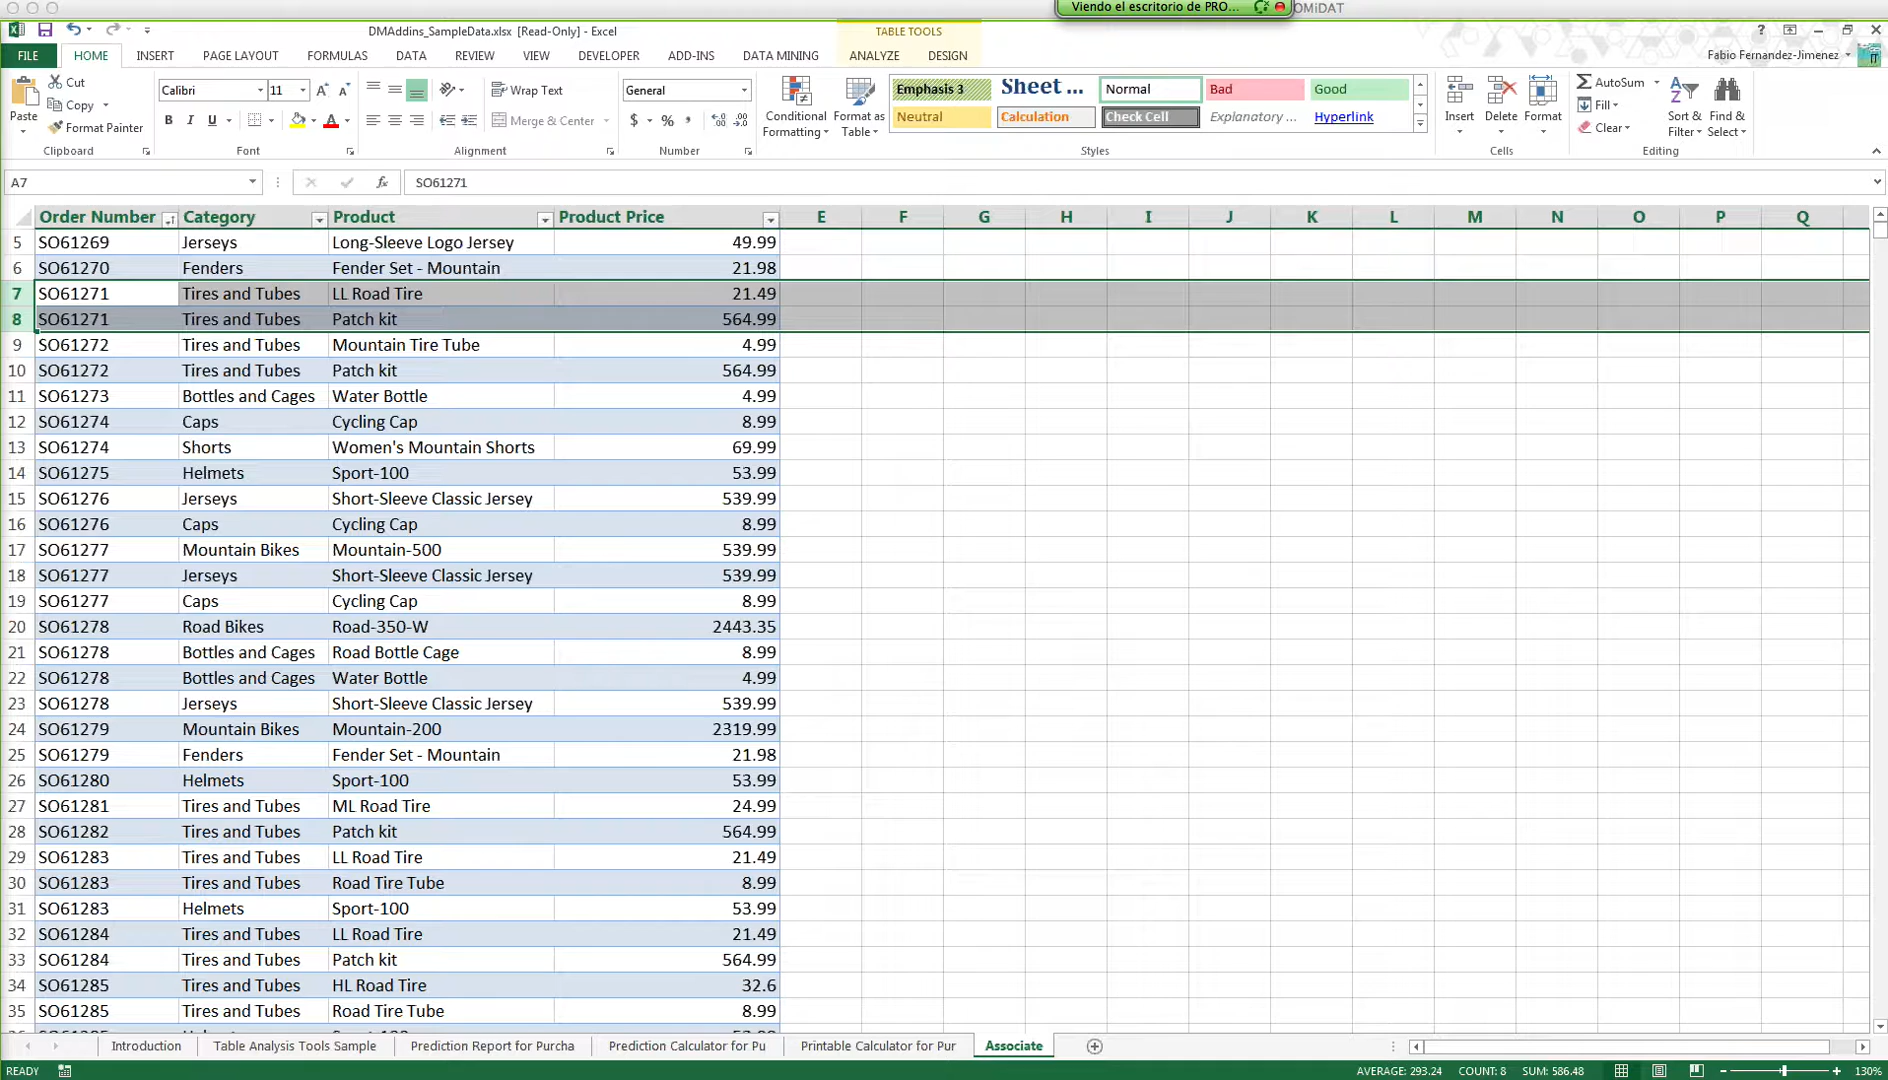 Viendo el escritorio de PRO... OMiDAT
DMAddins_SampleData.xlsx [Read-Only] - Excel TABLE TOOLS ?
FILE HOME INSERT PAGE LAYOUT FORMULAS DATA REVIEW VIEW DEVELOPER ADD-INS DATA MINING ANALYZE DESIGN Fabio Fernandez-Jimenez
Paste Cut Copy Format Painter
Clipboard
Calibri 11
B I U A
Font
Wrap Text
Merge & Center
Alignment
General
$ % ,
Number
Conditional Formatting Format as Table
Emphasis 3 Sheet ... Normal Bad Good
Neutral Calculation Check Cell Explanatory ... Hyperlink
Styles
Insert Delete Format
Cells
AutoSum Fill Clear Sort & Filter Find & Select
Editing
A7 fx SO61271
Order Number Category Product Product Price E F G H I J K L M N O P Q
5 SO61269 Jerseys Long-Sleeve Logo Jersey 49.99
6 SO61270 Fenders Fender Set - Mountain 21.98
7 SO61271 Tires and Tubes LL Road Tire 21.49
8 SO61271 Tires and Tubes Patch kit 564.99
9 SO61272 Tires and Tubes Mountain Tire Tube 4.99
10 SO61272 Tires and Tubes Patch kit 564.99
11 SO61273 Bottles and Cages Water Bottle 4.99
12 SO61274 Caps Cycling Cap 8.99
13 SO61274 Shorts Women's Mountain Shorts 69.99
14 SO61275 Helmets Sport-100 53.99
15 SO61276 Jerseys Short-Sleeve Classic Jersey 539.99
16 SO61276 Caps Cycling Cap 8.99
17 SO61277 Mountain Bikes Mountain-500 539.99
18 SO61277 Jerseys Short-Sleeve Classic Jersey 539.99
19 SO61277 Caps Cycling Cap 8.99
20 SO61278 Road Bikes Road-350-W 2443.35
21 SO61278 Bottles and Cages Road Bottle Cage 8.99
22 SO61278 Bottles and Cages Water Bottle 4.99
23 SO61278 Jerseys Short-Sleeve Classic Jersey 539.99
24 SO61279 Mountain Bikes Mountain-200 2319.99
25 SO61279 Fenders Fender Set - Mountain 21.98
26 SO61280 Helmets Sport-100 53.99
27 SO61281 Tires and Tubes ML Road Tire 24.99
28 SO61282 Tires and Tubes Patch kit 564.99
29 SO61283 Tires and Tubes LL Road Tire 21.49
30 SO61283 Tires and Tubes Road Tire Tube 8.99
31 SO61283 Helmets Sport-100 53.99
32 SO61284 Tires and Tubes LL Road Tire 21.49
33 SO61284 Tires and Tubes Patch kit 564.99
34 SO61285 Tires and Tubes HL Road Tire 32.6
35 SO61285 Tires and Tubes Road Tire Tube 8.99
Introduction Table Analysis Tools Sample Prediction Report for Purcha Prediction Calculator for Pu Printable Calculator for Pur Associate
READY AVERAGE: 293.24 COUNT: 8 SUM: 586.48 130%